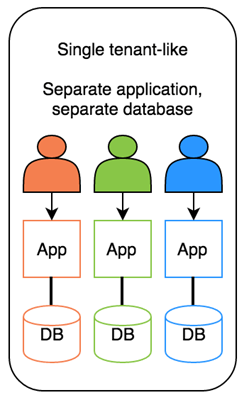 Single tenant-like
Separate application,
separate database
App App App
DB DB DB